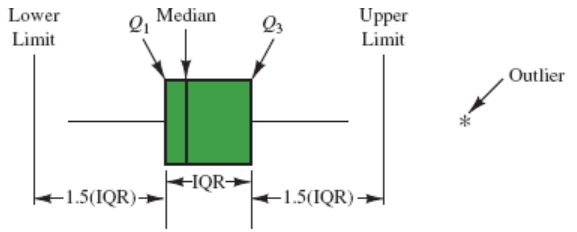 Lower
Limit
Q1
Median
Q3
Upper
Limit
Outlier
*
IQR
1.5(IQR)
1.5(IQR)